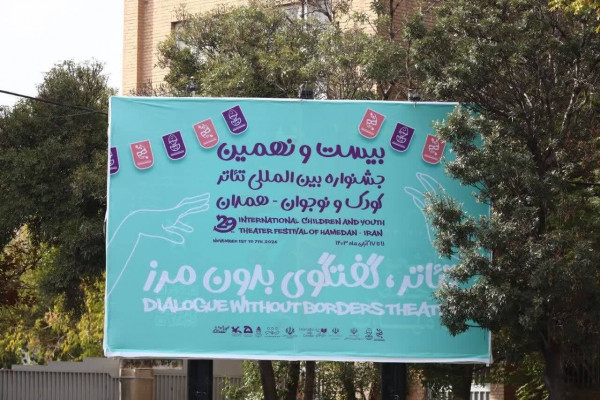 بیست و نهمین
جشنواره بین المللی تئاتر
کودک و نوجوان - همدان
29 INTERNATIONAL CHILDREN AND YOUTH
THEATER FESTIVAL OF HAMEDAN - IRAN
تئاتر، گفتگوی بدون مرز
DIALOGUE WITHOUT BORDERS THEAT